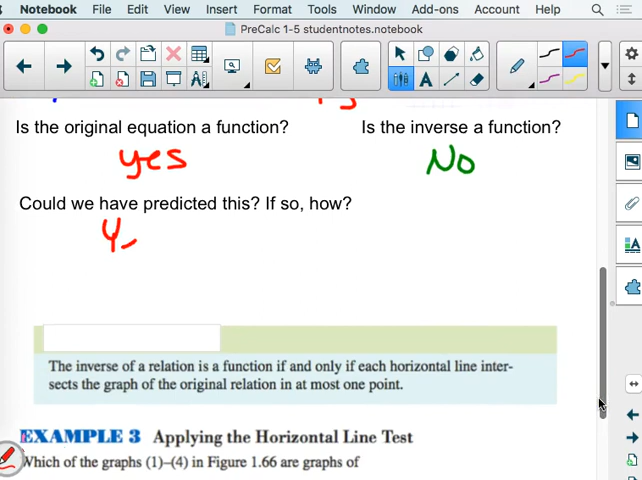 Notebook File Edit View Insert Format Tools Window Add-ons Account Help
PreCalc 1-5 studentnotes.notebook
Is the original equation a function? Is the inverse a function?
yes No
Could we have predicted this? If so, how?
The inverse of a relation is a function if and only if each horizontal line inter-
sects the graph of the original relation in at most one point.
EXAMPLE 3 Applying the Horizontal Line Test
Which of the graphs (1)–(4) in Figure 1.66 are graphs of